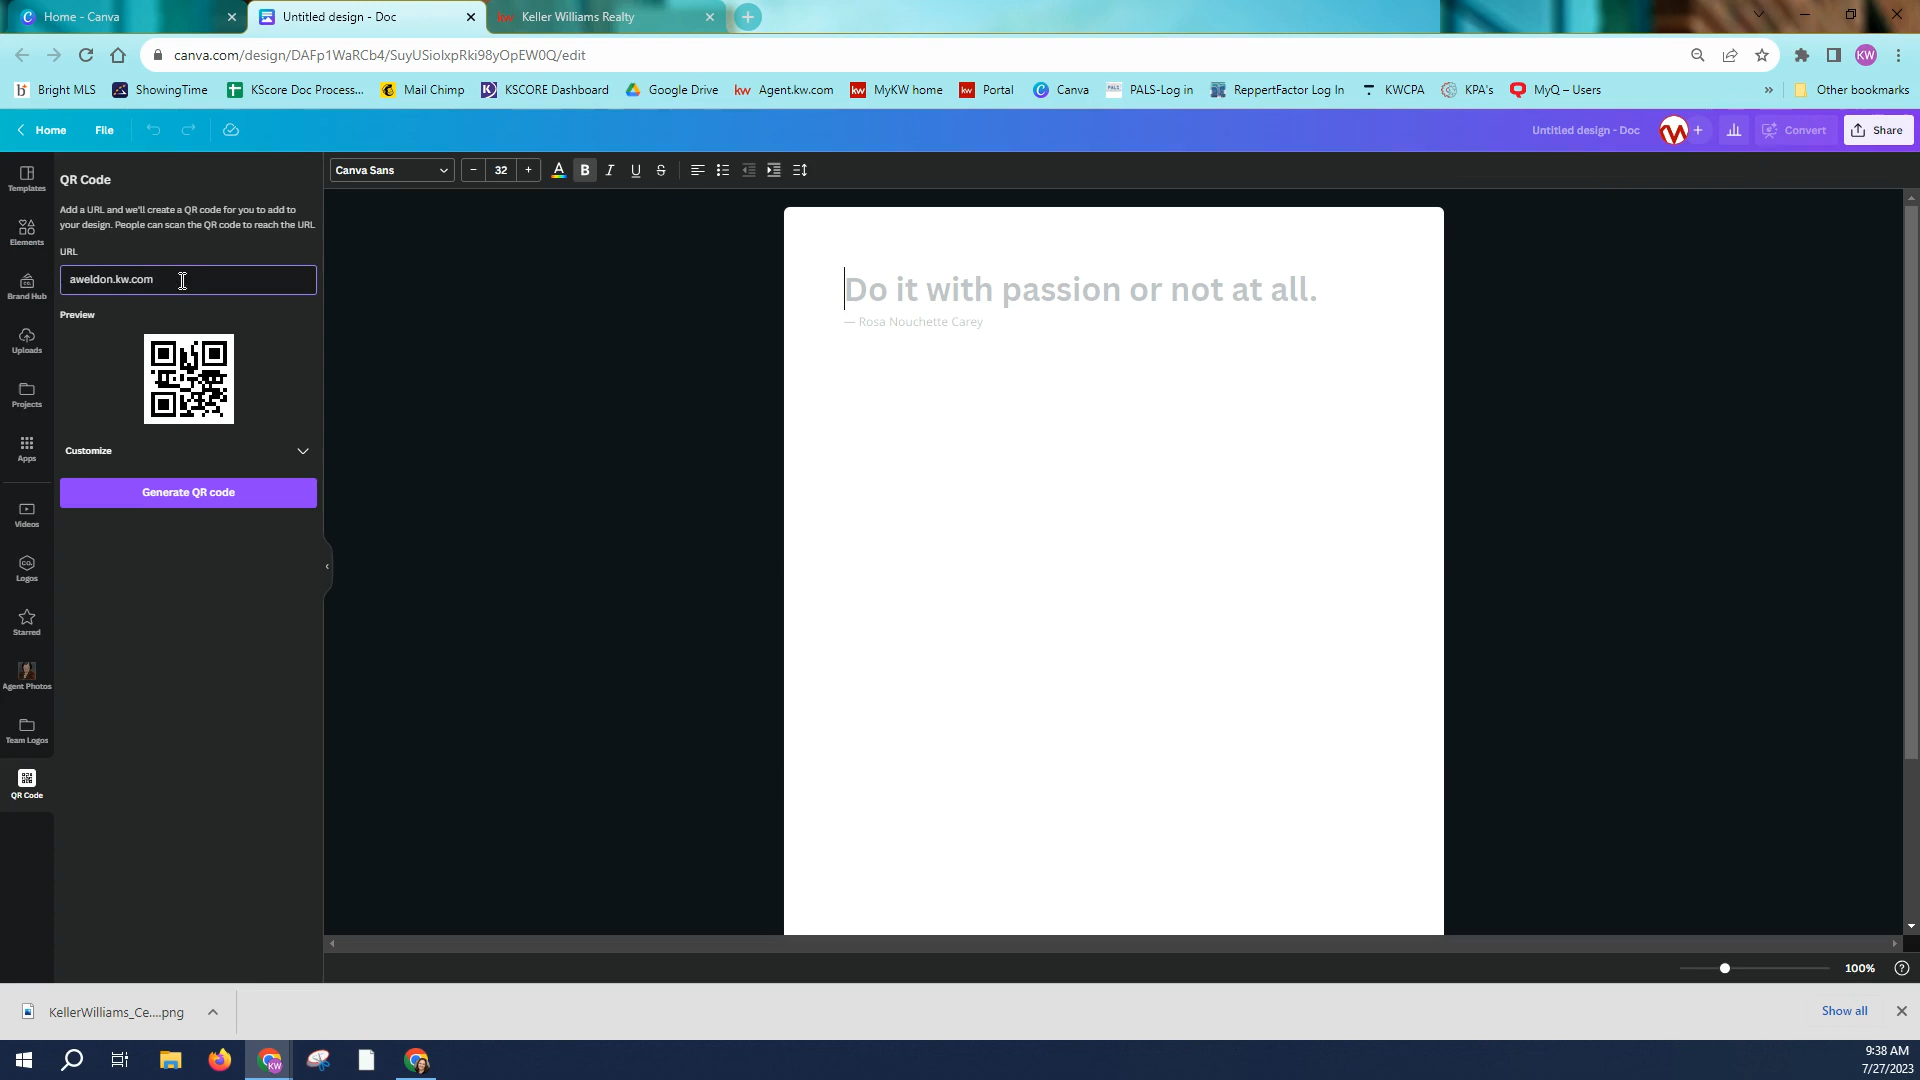 Home - Canva
Untitled design - Doc
Keller Williams Realty
canva.com/design/DAFp1WaRCb4/SuyUSiolxpRki98yOpEW0Q/edit
KW
Bright MLS
ShowingTime
KScore Doc Process...
Mail Chimp
KSCORE Dashboard
Google Drive
kw Agent.kw.com
kw MyKW home
kw Portal
Canva
PALS PALS-Log in
ReppertFactor Log In
KWCPA
KPA's
MyQ – Users
»
Other bookmarks
Home
File
Untitled design - Doc
Convert
Share
Templates
Elements
Brand Hub
Uploads
Projects
Apps
Videos
Logos
Starred
Agent Photos
Team Logos
QR Code
QR Code
Add a URL and we'll create a QR code for you to add to
your design. People can scan the QR code to reach the URL
URL
aweldon.kw.com
Preview
Customize
Generate QR code
Canva Sans
− 32 +
A B I U S
Do it with passion or not at all.
— Rosa Nouchette Carey
100%
KellerWilliams_Ce....png
Show all
9:38 AM
7/27/2023